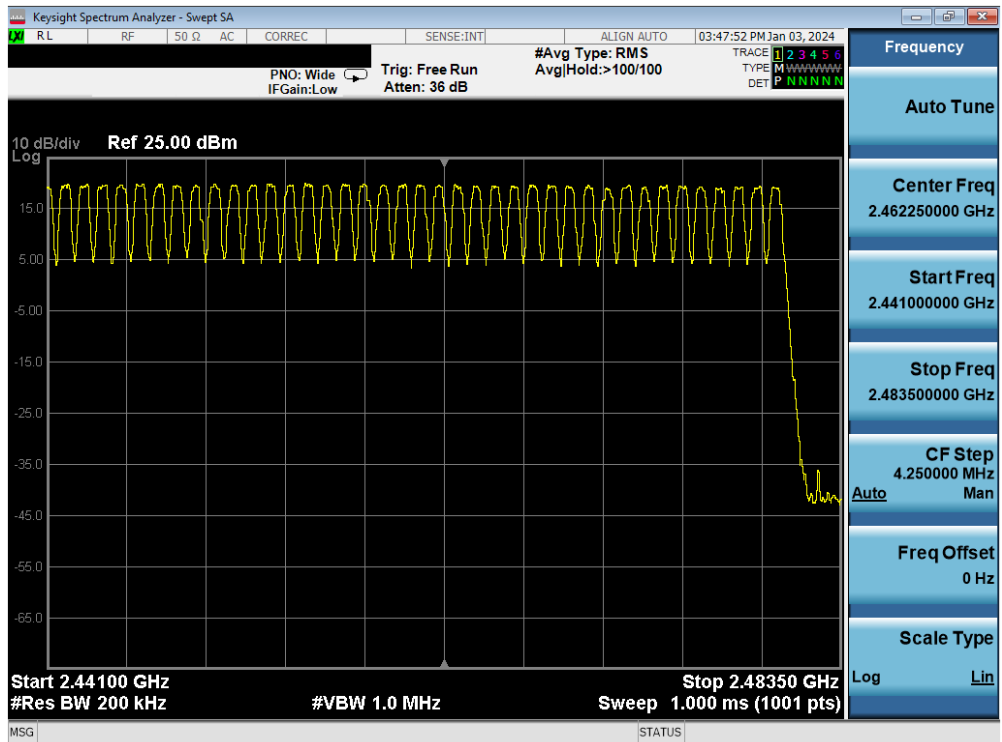 Keysight Spectrum Analyzer - Swept SA
LXI RL RF 50 Ω AC CORREC SENSE:INT ALIGN AUTO 03:47:52 PM Jan 03, 2024
#Avg Type: RMS TRACE 1 2 3 4 5 6
PNO: Wide Trig: Free Run Avg|Hold:>100/100 TYPE M WWWWW
IFGain:Low Atten: 36 dB DET P N N N N N
10 dB/div Ref 25.00 dBm
Log
15.0
5.00
-5.00
-15.0
-25.0
-35.0
-45.0
-55.0
-65.0
Start 2.44100 GHz Stop 2.48350 GHz
#Res BW 200 kHz #VBW 1.0 MHz Sweep 1.000 ms (1001 pts)
MSG STATUS
Frequency
Auto Tune
Center Freq
2.462250000 GHz
Start Freq
2.441000000 GHz
Stop Freq
2.483500000 GHz
CF Step
4.250000 MHz
Auto Man
Freq Offset
0 Hz
Scale Type
Log Lin